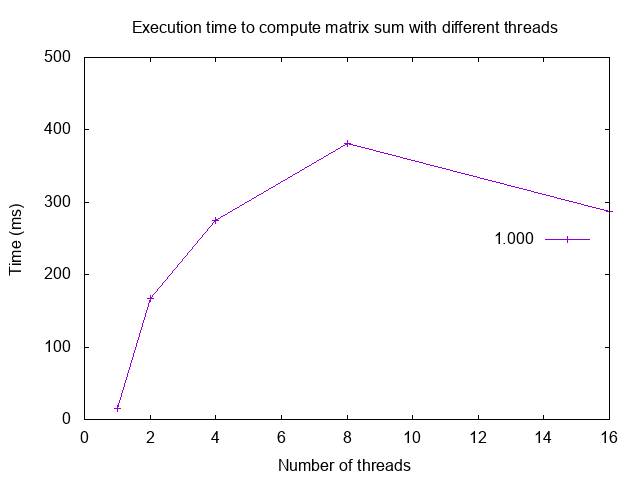 Execution time to compute matrix sum with different threads
500
400
300
200
100
0
Time (ms)
1.000
0 2 4 6 8 10 12 14 16
Number of threads